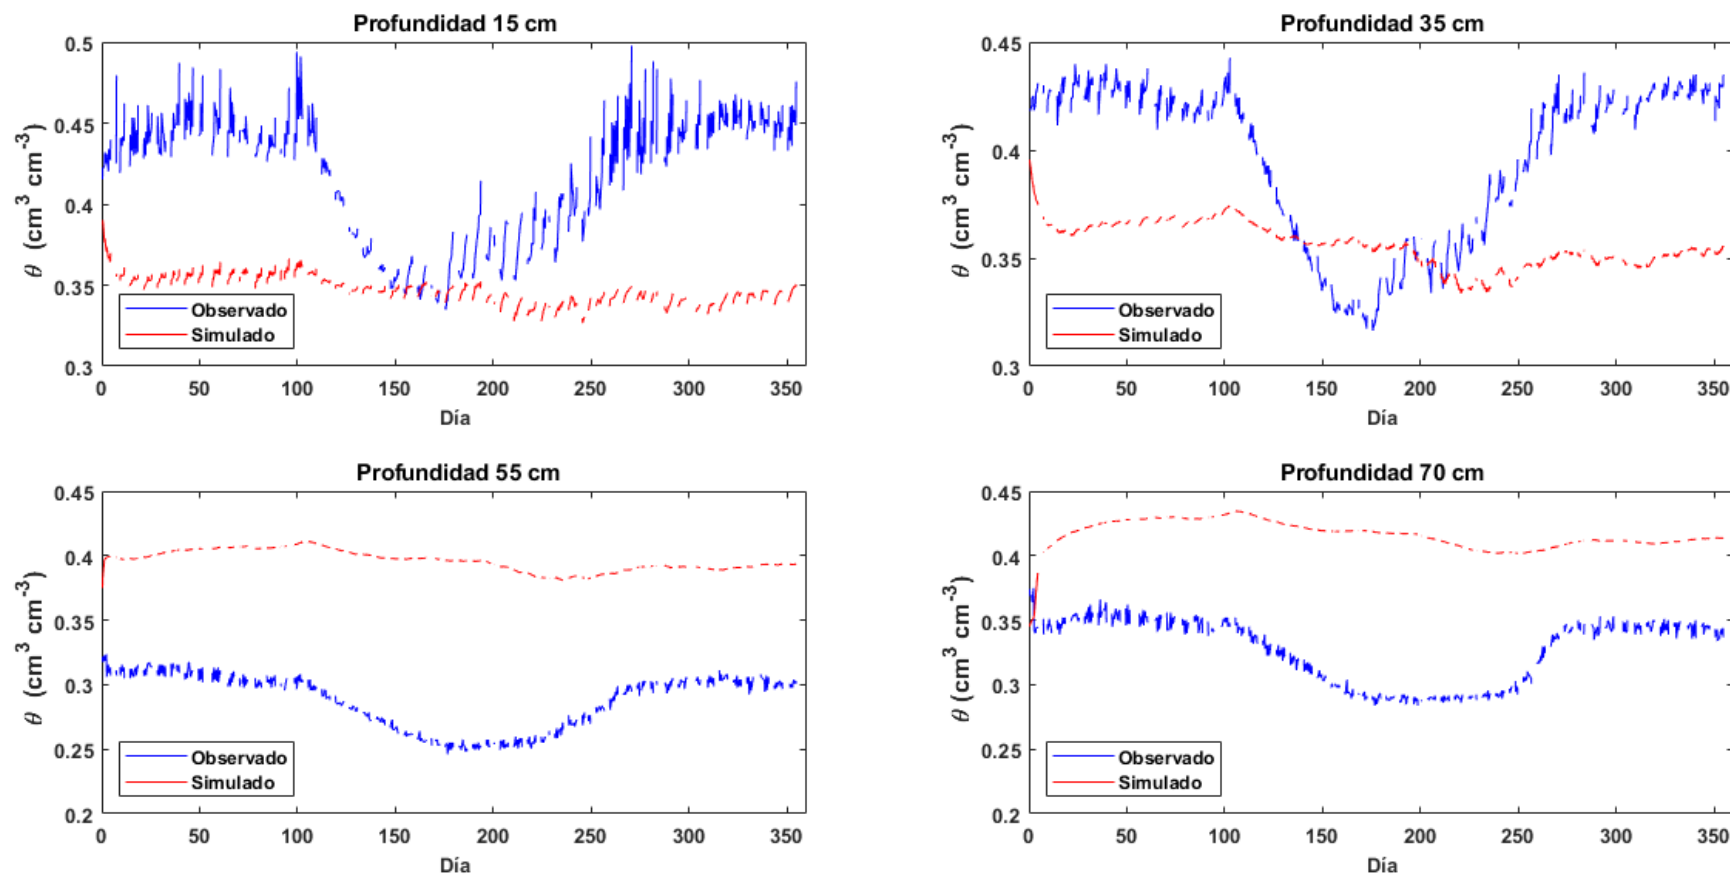 Profundidad 15 cm
0.5
0.45
0.4
0.35
0.3
θ (cm³ cm⁻³)
Observado
Simulado
0 50 100 150 200 250 300 350
Día
Profundidad 35 cm
0.45
0.4
0.35
0.3
θ (cm³ cm⁻³)
Observado
Simulado
0 50 100 150 200 250 300 350
Día
Profundidad 55 cm
0.45
0.4
0.35
0.3
0.25
0.2
θ (cm³ cm⁻³)
Observado
Simulado
0 50 100 150 200 250 300 350
Día
Profundidad 70 cm
0.45
0.4
0.35
0.3
0.25
0.2
θ (cm³ cm⁻³)
Observado
Simulado
0 50 100 150 200 250 300 350
Día